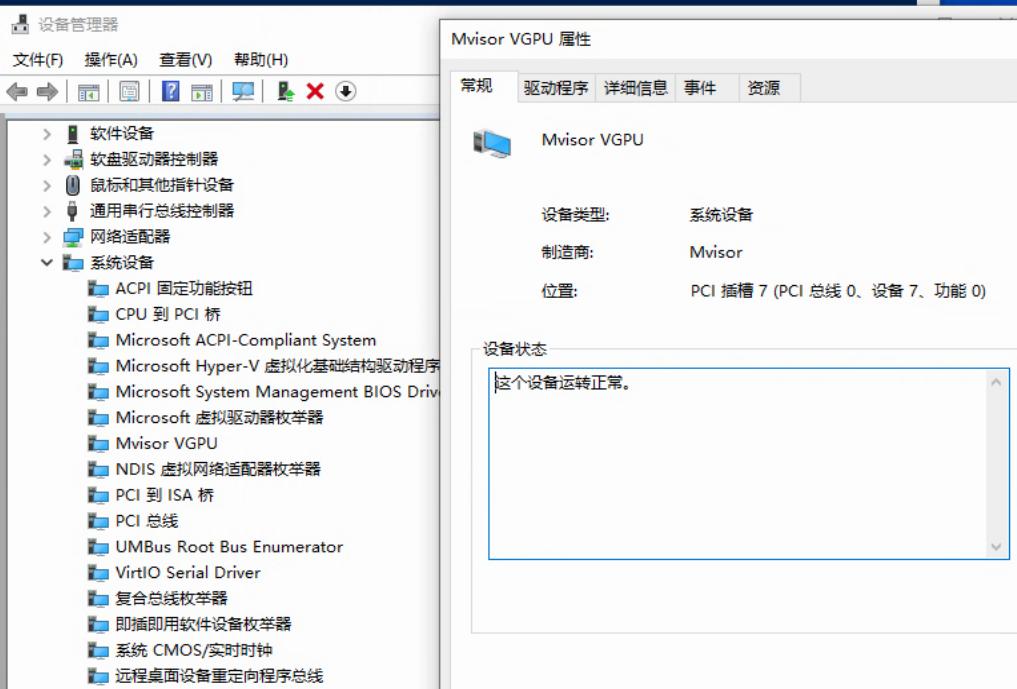 设备管理器
文件(F) 操作(A) 查看(V) 帮助(H)
软件设备
软盘驱动器控制器
鼠标和其他指针设备
通用串行总线控制器
网络适配器
系统设备
ACPI 固定功能按钮
CPU 到 PCI 桥
Microsoft ACPI-Compliant System
Microsoft Hyper-V 虚拟化基础结构驱动程序
Microsoft System Management BIOS Drive
Microsoft 虚拟驱动器枚举器
Mvisor VGPU
NDIS 虚拟网络适配器枚举器
PCI 到 ISA 桥
PCI 总线
UMBus Root Bus Enumerator
VirtIO Serial Driver
复合总线枚举器
即插即用软件设备枚举器
系统 CMOS/实时时钟
远程桌面设备重定向程序总线
Mvisor VGPU 属性
常规 驱动程序 详细信息 事件 资源
Mvisor VGPU
设备类型: 系统设备
制造商: Mvisor
位置: PCI 插槽 7 (PCI 总线 0、设备 7、功能 0)
设备状态
这个设备运转正常。